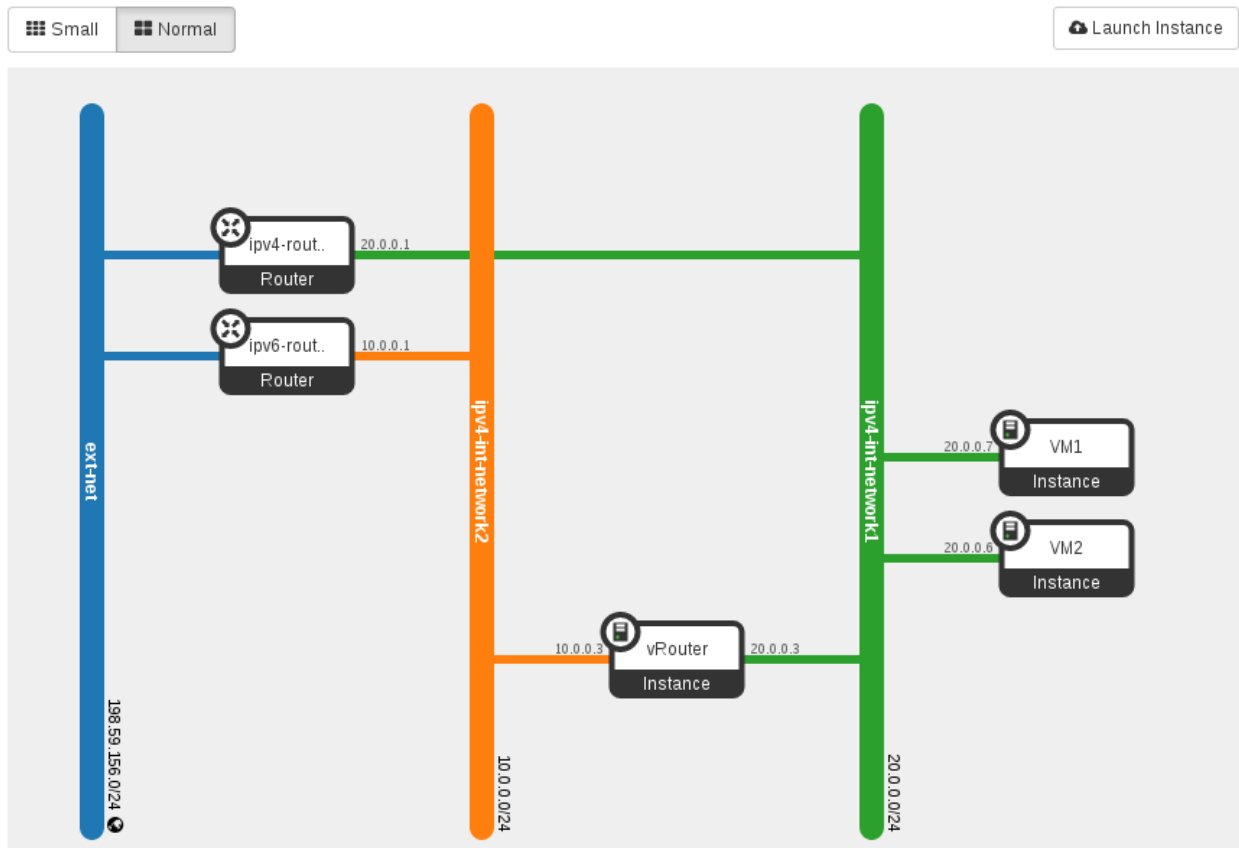 Small
Normal
Launch Instance
ipv4-rout..
Router
20.0.0.1
ipv6-rout..
Router
10.0.0.1
ext-net
ipv4-int-network2
ipv4-int-network1
20.0.0.7
VM1
Instance
20.0.0.6
VM2
Instance
10.0.0.3
vRouter
Instance
20.0.0.3
198.59.156.0/24
10.0.0.0/24
20.0.0.0/24